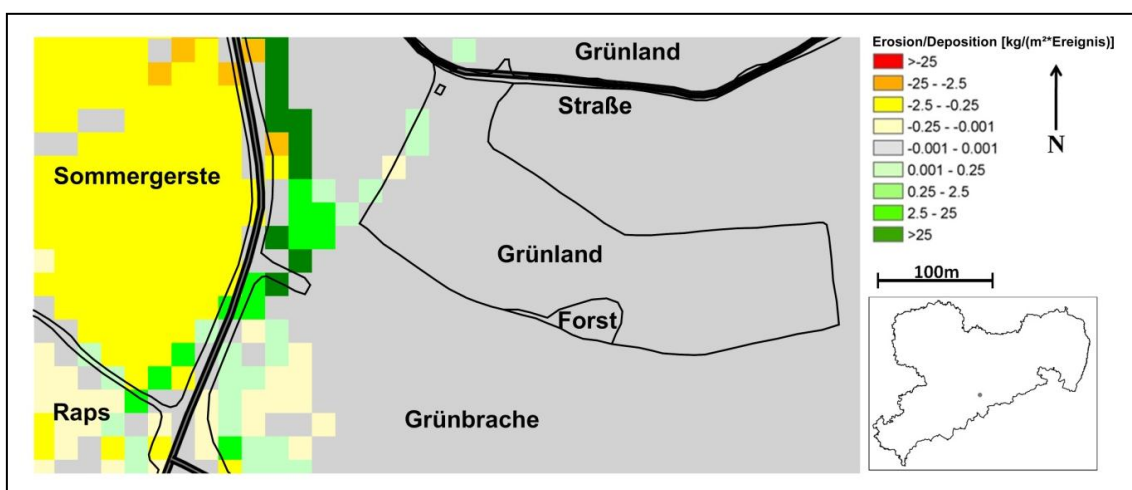 Grünland
Straße
Sommergerste
Grünland
Forst
Raps
Grünbrache
Erosion/Deposition [kg/(m²*Ereignis)]
>-25
-25 - -2.5
-2.5 - -0.25
-0.25 - -0.001
-0.001 - 0.001
0.001 - 0.25
0.25 - 2.5
2.5 - 25
>25
N
100m